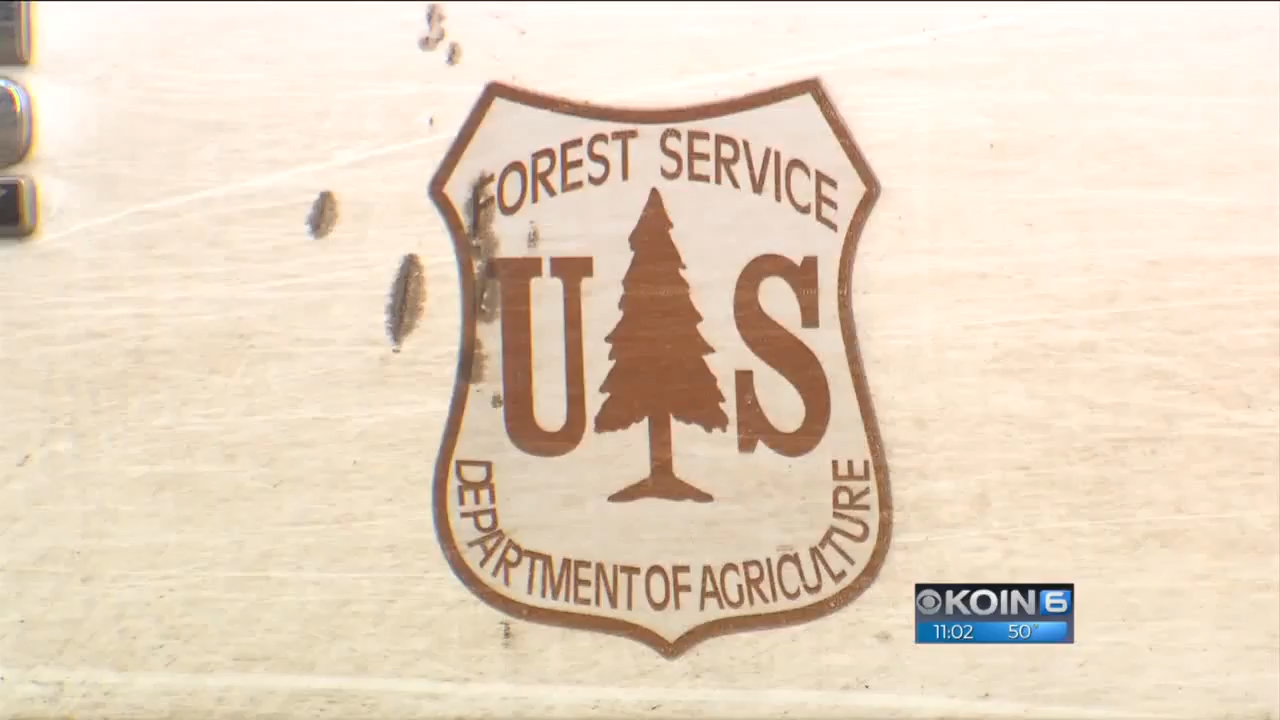 FOREST SERVICE
U S
DEPARTMENT OF AGRICULTURE
KOIN 6
11:02 50°